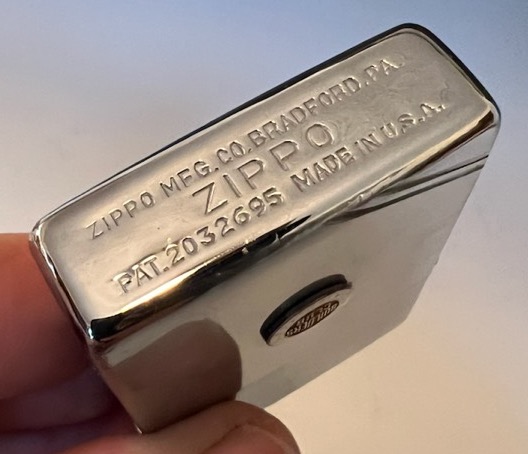 ZIPPO MFG. CO. BRADFORD, PA.
ZIPPO
PAT. 2032695 MADE IN U.S.A.